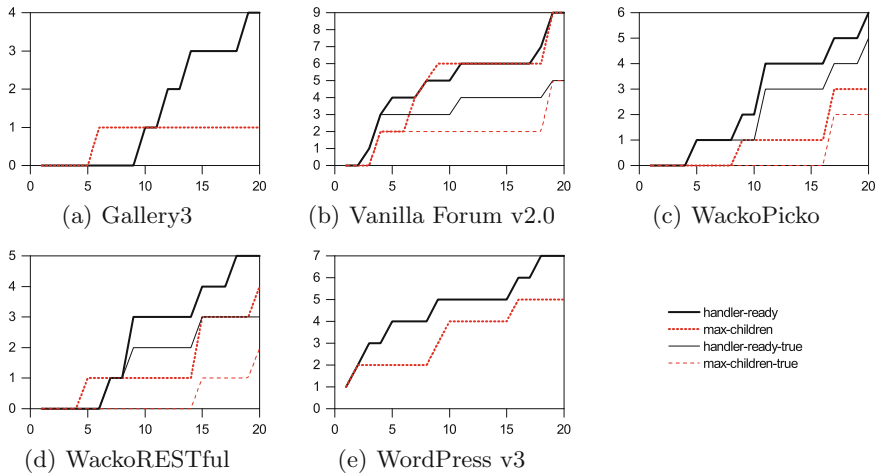 4
3
2
1
0
0 5 10 15 20
(a) Gallery3
9
8
7
6
5
4
3
2
1
0
0 5 10 15 20
(b) Vanilla Forum v2.0
6
5
4
3
2
1
0
0 5 10 15 20
(c) WackoPicko
5
4
3
2
1
0
0 5 10 15 20
(d) WackoRESTful
7
6
5
4
3
2
1
0
0 5 10 15 20
(e) WordPress v3
handler-ready
max-children
handler-ready-true
max-children-true